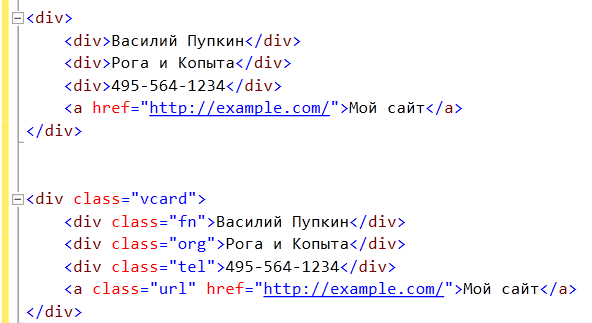 <div>
<div>Василий Пупкин</div>
<div>Рога и Копыта</div>
<div>495-564-1234</div>
<a href="http://example.com/">Мой сайт</a>
</div>
<div class="vcard">
<div class="fn">Василий Пупкин</div>
<div class="org">Рога и Копыта</div>
<div class="tel">495-564-1234</div>
<a class="url" href="http://example.com/">Мой сайт</a>
</div>